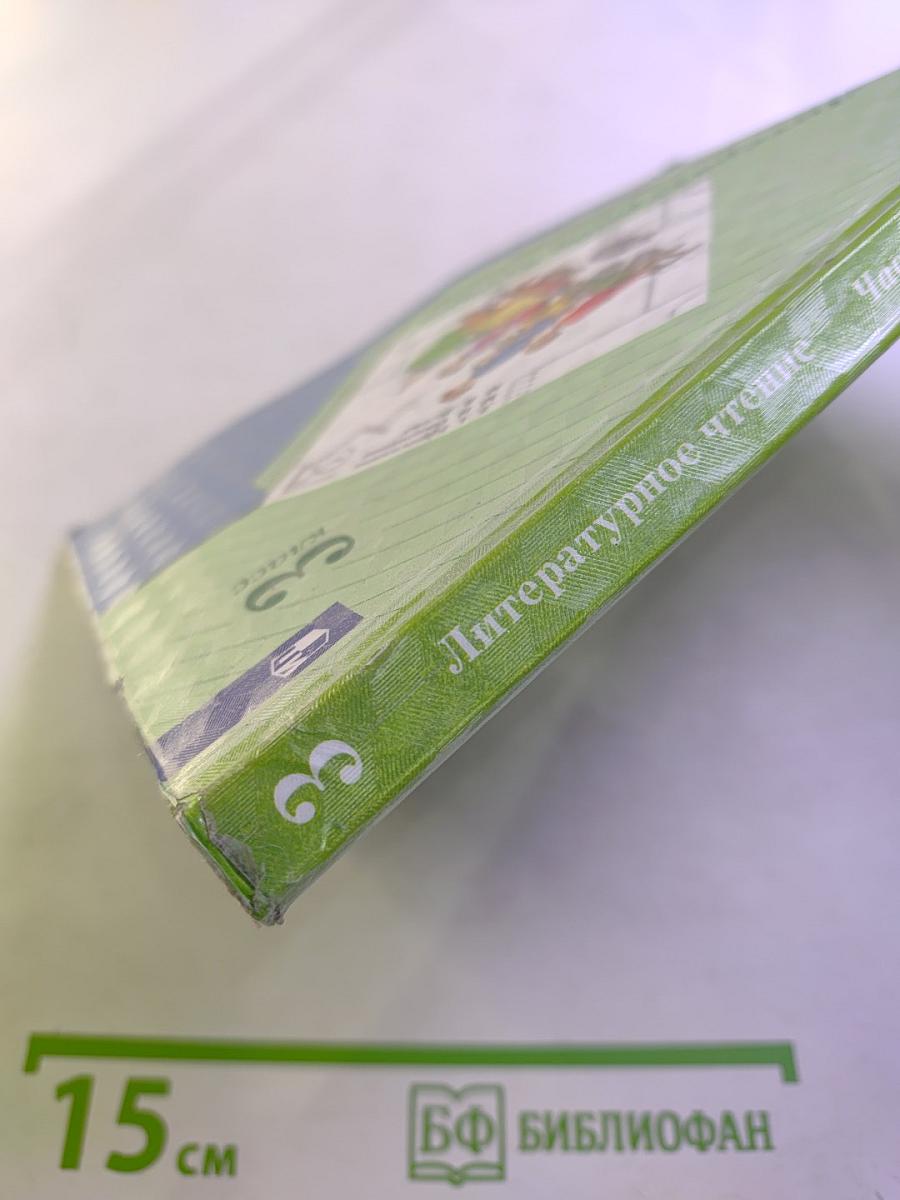 3
класс
3 Литературное чтение
15 см
БФ БИБЛИОФАН